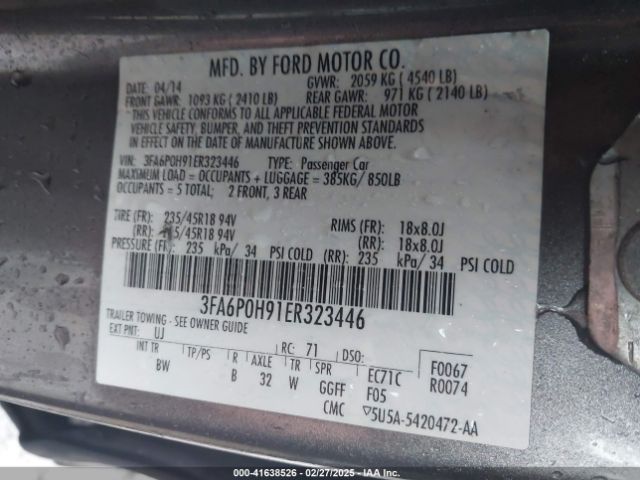 MFD. BY FORD MOTOR CO.
DATE: 04/14 GVWR: 2059 KG (4540 LB)
FRONT GAWR: 1093 KG (2410 LB) REAR GAWR: 971 KG (2140 LB)
THIS VEHICLE CONFORMS TO ALL APPLICABLE FEDERAL MOTOR
VEHICLE SAFETY, BUMPER, AND THEFT PREVENTION STANDARDS
IN EFFECT ON THE DATE OF MANUFACTURE SHOWN ABOVE.
VIN: 3FA6P0H91ER323446 TYPE: Passenger Car
MAXIMUM LOAD = OCCUPANTS + LUGGAGE = 385KG/ 850LB
OCCUPANTS = 5 TOTAL; 2 FRONT, 3 REAR
TIRE (FR): 235/45R18 94V RIMS (FR): 18x8.0J
(RR): 5/45R18 94V (RR): 18x8.0J
PRESSURE (FR): 235 kPa/ 34 PSI COLD (RR): 235 kPa/ 34 PSI COLD
3FA6P0H91ER323446
TRAILER TOWING - SEE OWNER GUIDE
EXT PNT: UJ RC: 71 DSO:
INT TR TP/PS R AXLE TR SPR EC71C F0067
BW B 32 W GGFF F05 R0074
CMC ▽5U5A-5420472-AA
000-41638526 - 02/27/2025 - IAA Inc.